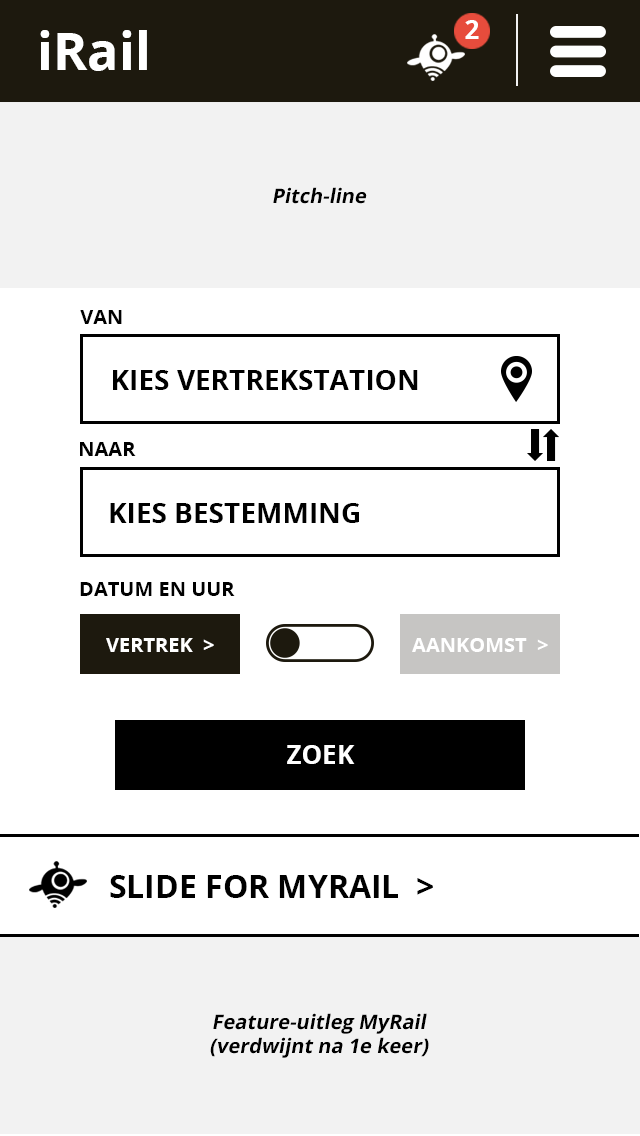 iRail
2
Pitch-line
VAN
KIES VERTREKSTATION
NAAR
KIES BESTEMMING
DATUM EN UUR
VERTREK >
AANKOMST >
ZOEK
SLIDE FOR MYRAIL >
Feature-uitleg MyRail
(verdwijnt na 1e keer)